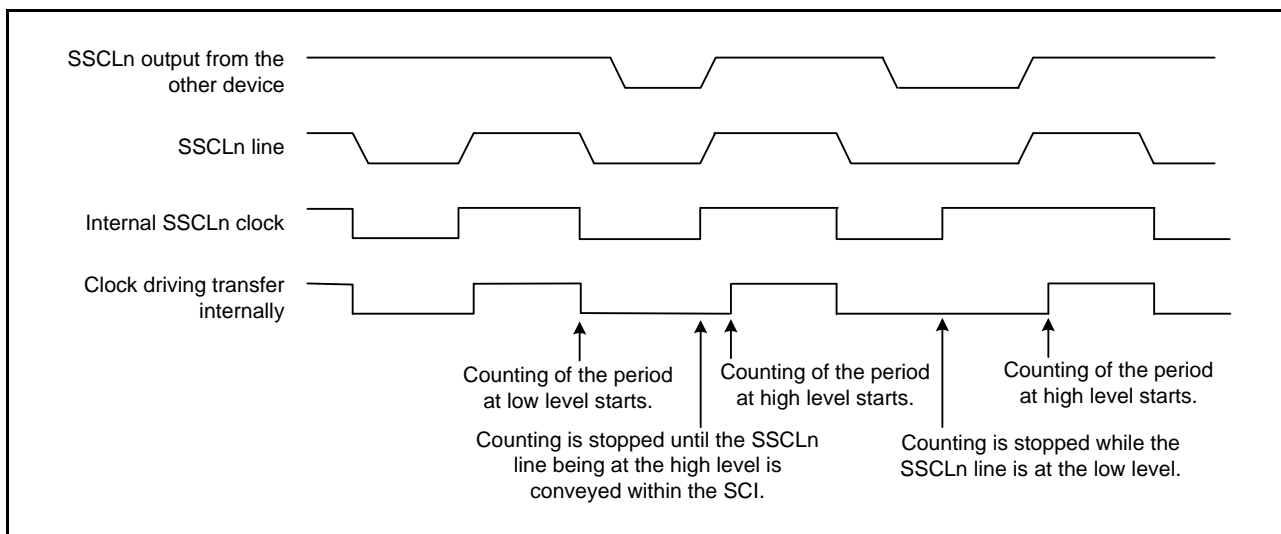 SSCLn output from the
other device
SSCLn line
Internal SSCLn clock
Clock driving transfer
internally
Counting of the period
at low level starts.
Counting of the period
at high level starts.
Counting of the period
at high level starts.
Counting is stopped until the SSCLn
line being at the high level is
conveyed within the SCI.
Counting is stopped while the
SSCLn line is at the low level.